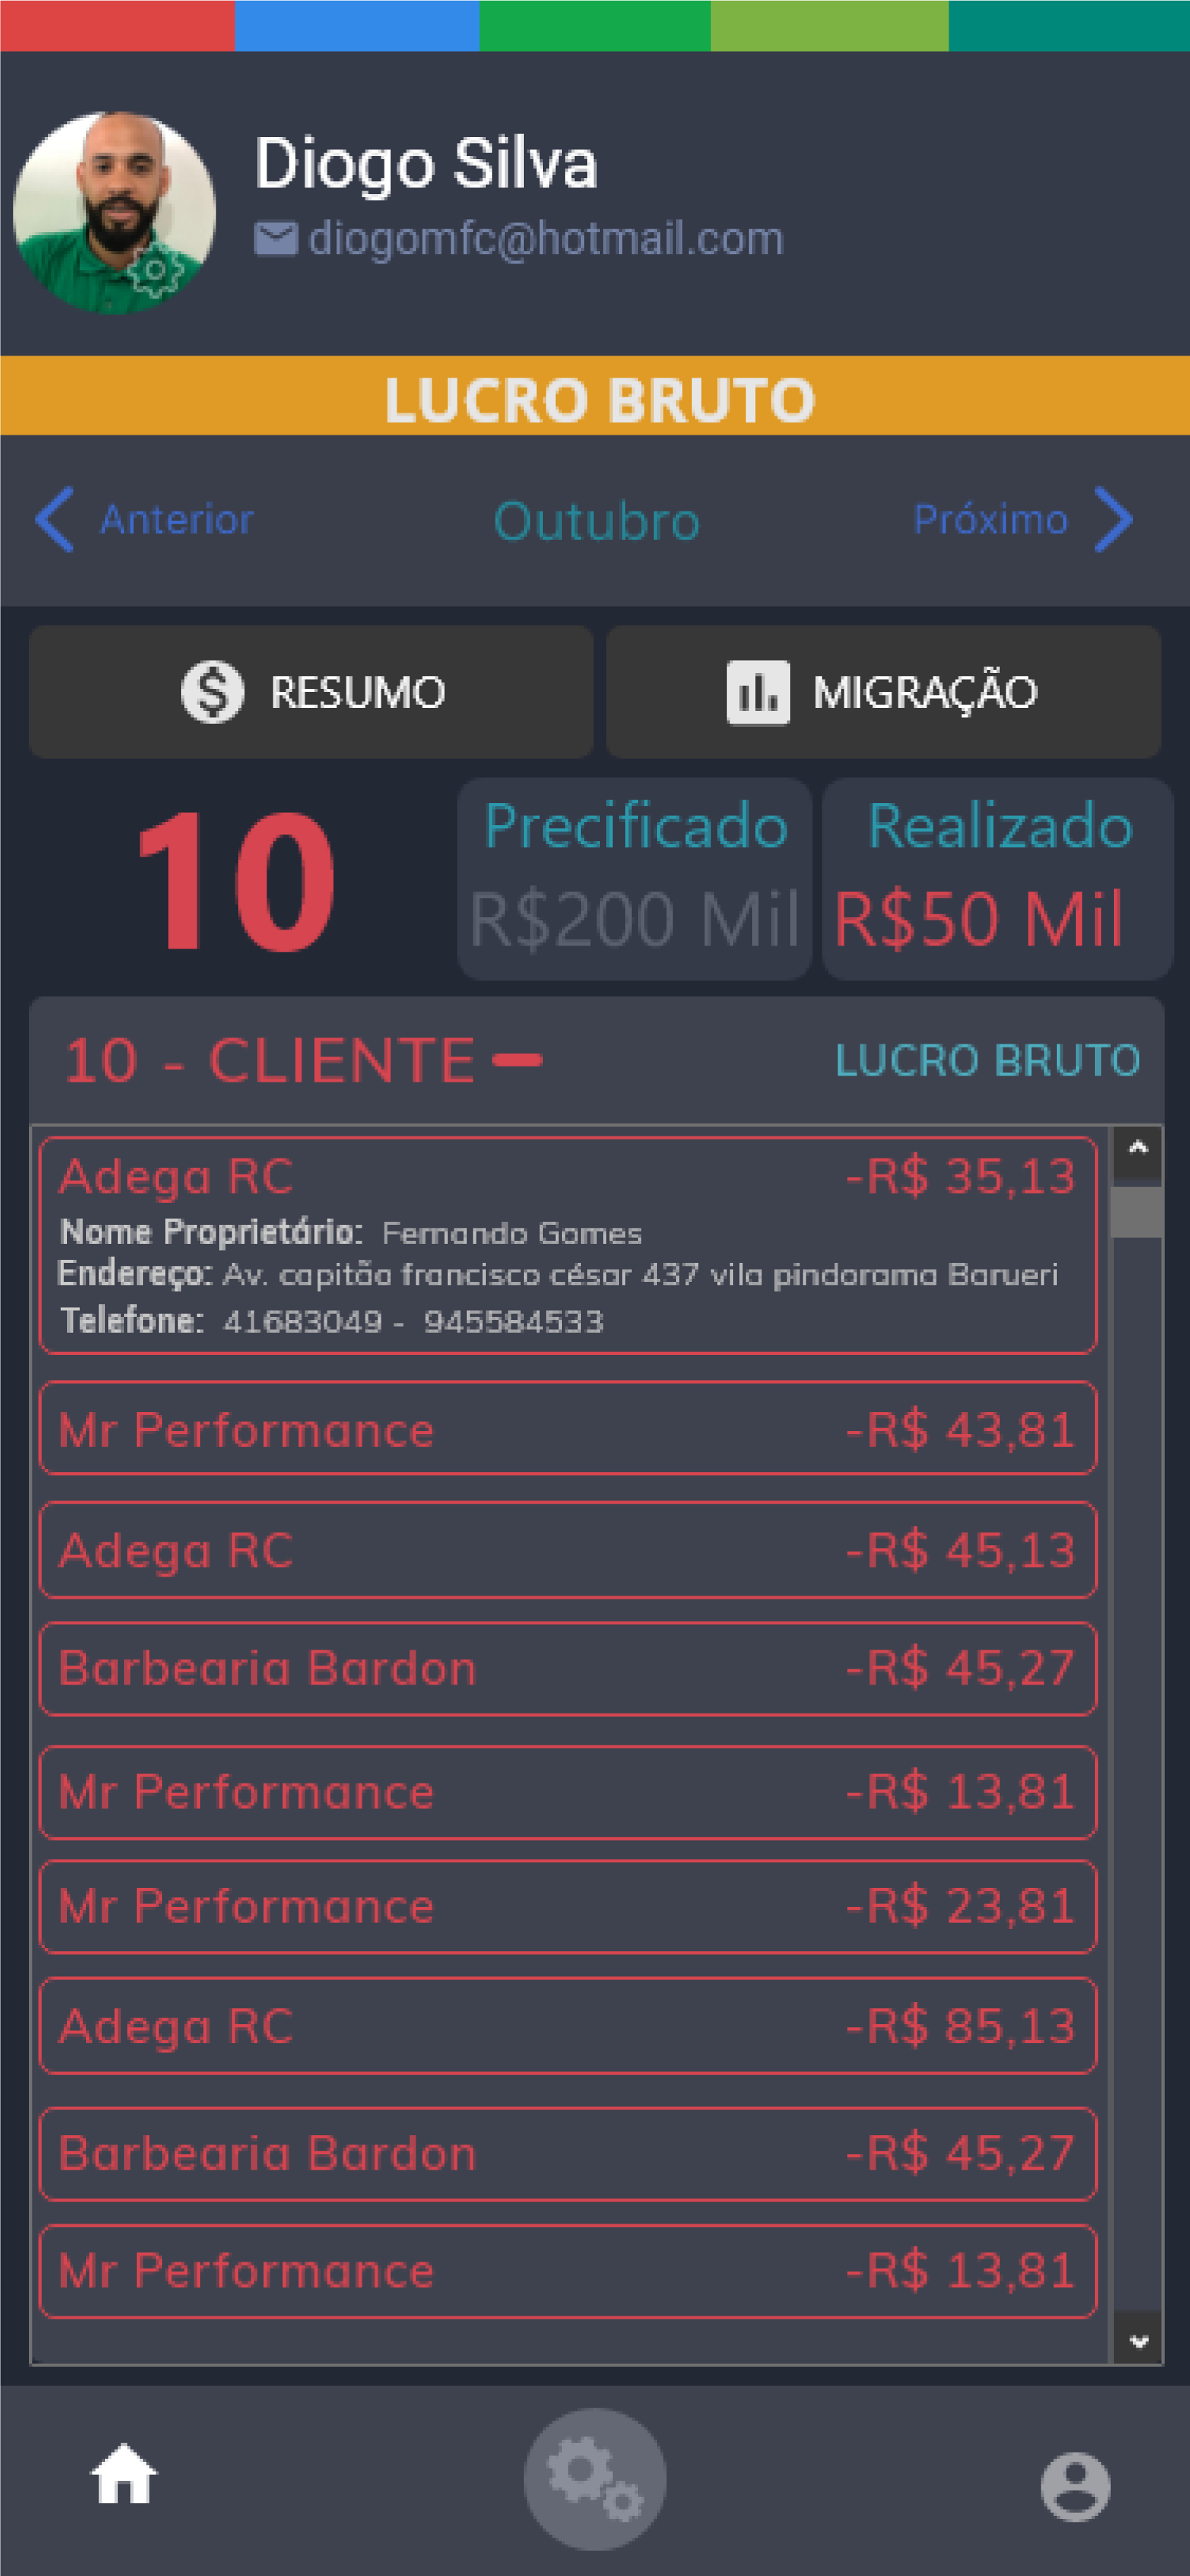 Diogo Silva
diogomfc@hotmail.com
LUCRO BRUTO
Anterior Outubro Próximo
RESUMO MIGRAÇÃO
10 Precificado Realizado
R$200 Mil R$50 Mil
10 - CLIENTE LUCRO BRUTO
Adega RC -R$ 35,13
Nome Proprietário: Fernando Gomes
Endereço: Av. capitão francisco césar 437 vila pindorama Barueri
Telefone: 41683049 - 945584533
Mr Performance -R$ 43,81
Adega RC -R$ 45,13
Barbearia Bardon -R$ 45,27
Mr Performance -R$ 13,81
Mr Performance -R$ 23,81
Adega RC -R$ 85,13
Barbearia Bardon -R$ 45,27
Mr Performance -R$ 13,81